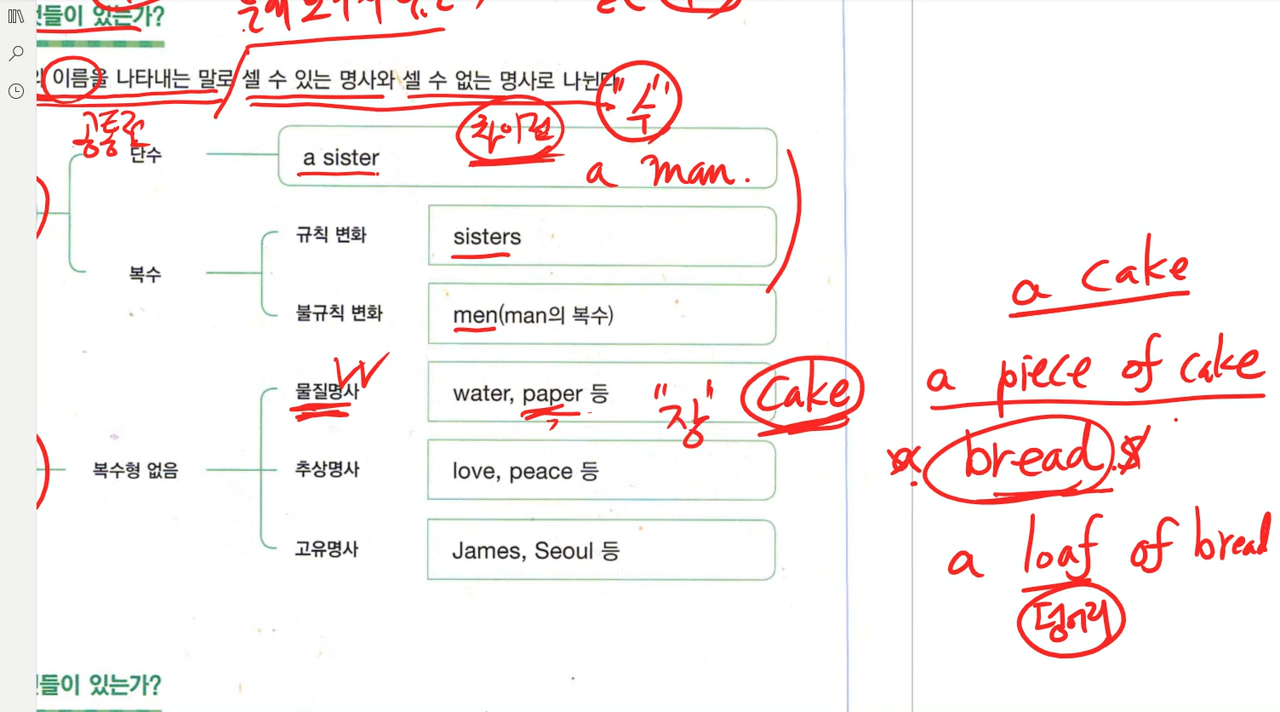 것들이 있는가?
이름을 나타내는 말로 셀 수 있는 명사와 셀 수 없는 명사로 나뉜다
"수"
공통된
차이점
단수
a sister
a man.
복수
규칙 변화
sisters
불규칙 변화
men(man의 복수)
a cake
물질명사
water, paper 등
"장"
cake
a piece of cake
bread
복수형 없음
추상명사
love, peace 등
고유명사
James, Seoul 등
a loaf of bread
덩어리
것들이 있는가?